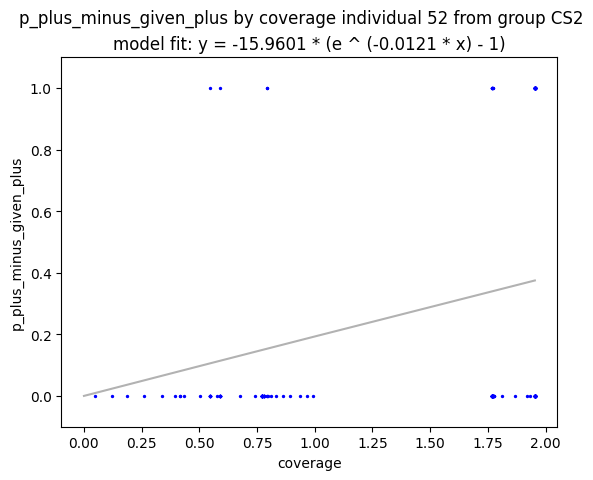 p_plus_minus_given_plus by coverage individual 52 from group CS2
model fit: y = -15.9601 * (e ^ (-0.0121 * x) - 1)
p_plus_minus_given_plus
1.0
0.8
0.6
0.4
0.2
0.0
0.00 0.25 0.50 0.75 1.00 1.25 1.50 1.75 2.00
coverage